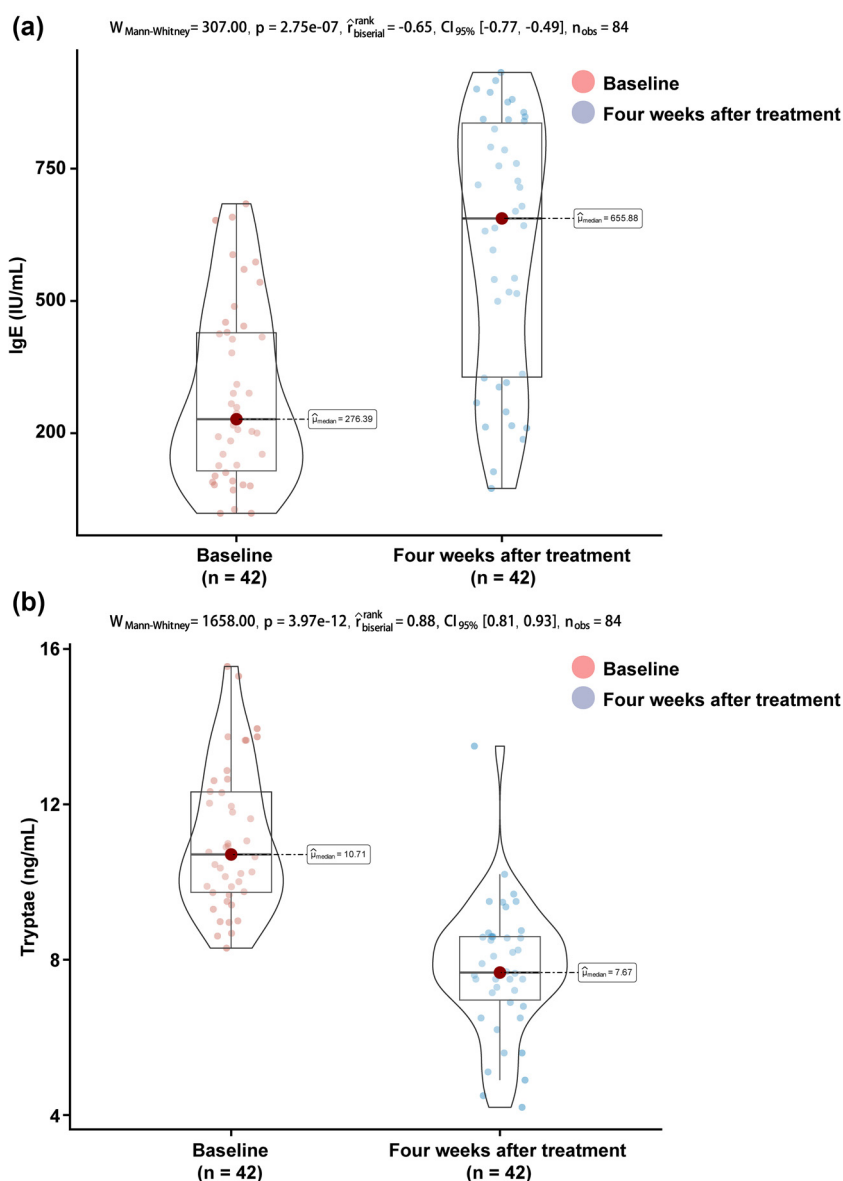 (a)
W Mann-Whitney = 307.00, p = 2.75e-07, r̂ rank biserial = -0.65, CI 95% [-0.77, -0.49], n obs = 84
Baseline
Four weeks after treatment
750
500
200
IgE (IU/mL)
μ̂ median = 655.88
μ̂ median = 276.39
Baseline
(n = 42)
Four weeks after treatment
(n = 42)
(b)
W Mann-Whitney = 1658.00, p = 3.97e-12, r̂ rank biserial = 0.88, CI 95% [0.81, 0.93], n obs = 84
Baseline
Four weeks after treatment
16
12
8
4
Tryptae (ng/mL)
μ̂ median = 10.71
μ̂ median = 7.67
Baseline
(n = 42)
Four weeks after treatment
(n = 42)